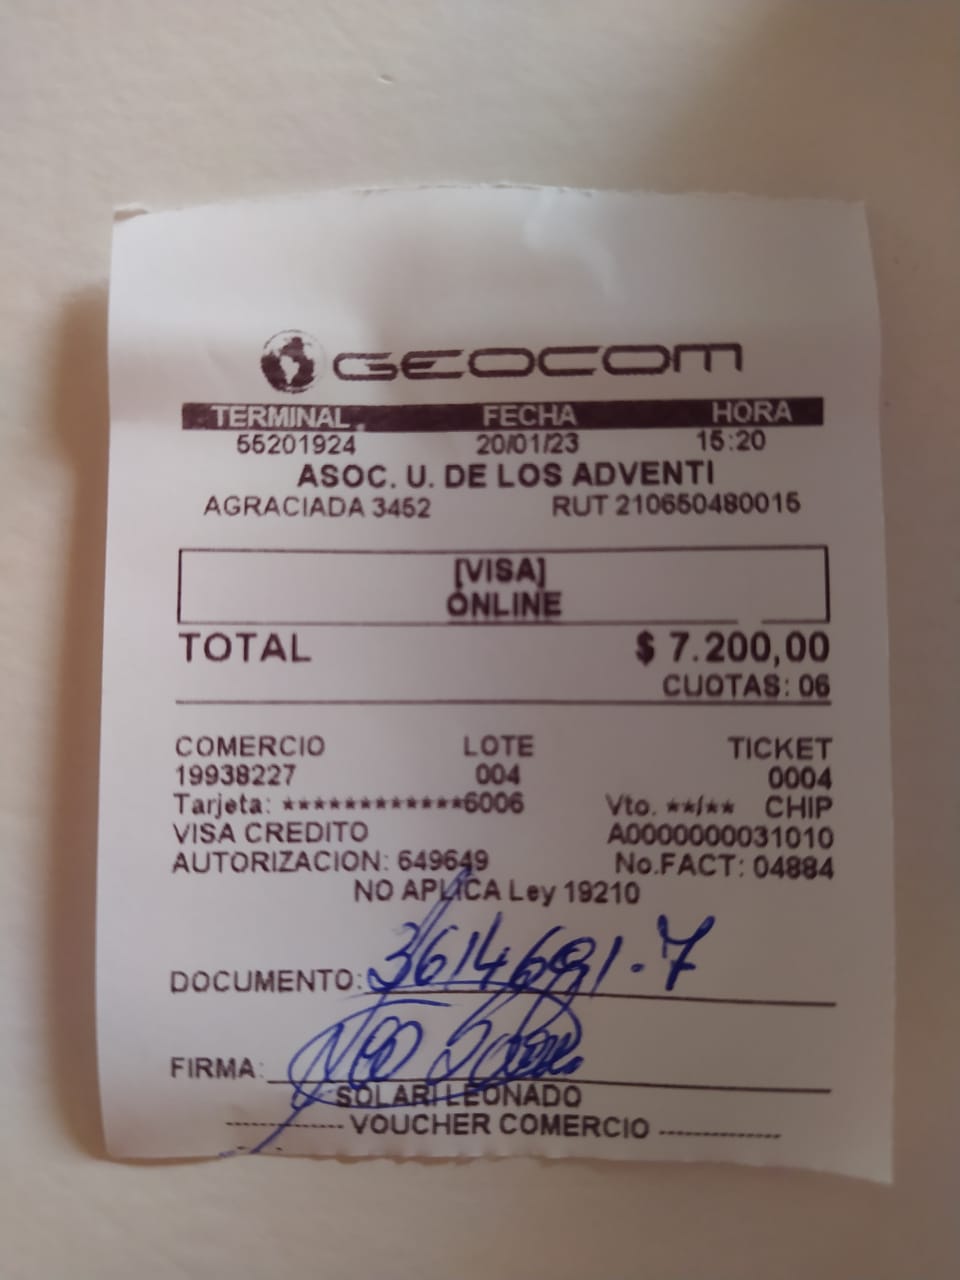 GEOCOM
TERMINAL FECHA HORA
55201924 20/01/23 15:20
ASOC. U. DE LOS ADVENTI
AGRACIADA 3452 RUT 210650480015
[VISA]
ONLINE
TOTAL $ 7.200,00
CUOTAS: 06
COMERCIO LOTE TICKET
19938227 004 0004
Tarjeta: ************6006 Vto. **/** CHIP
VISA CREDITO A0000000031010
AUTORIZACION: 649649 No.FACT: 04884
NO APLICA Ley 19210
DOCUMENTO: 3614691-7
FIRMA:
SOLARI LEONADO
------------ VOUCHER COMERCIO ------------